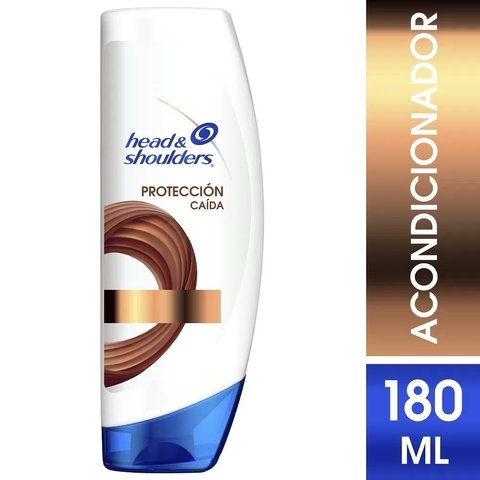 head &
shoulders®
PROTECCIÓN
CAÍDA
ACONDICIONADOR
180
ML